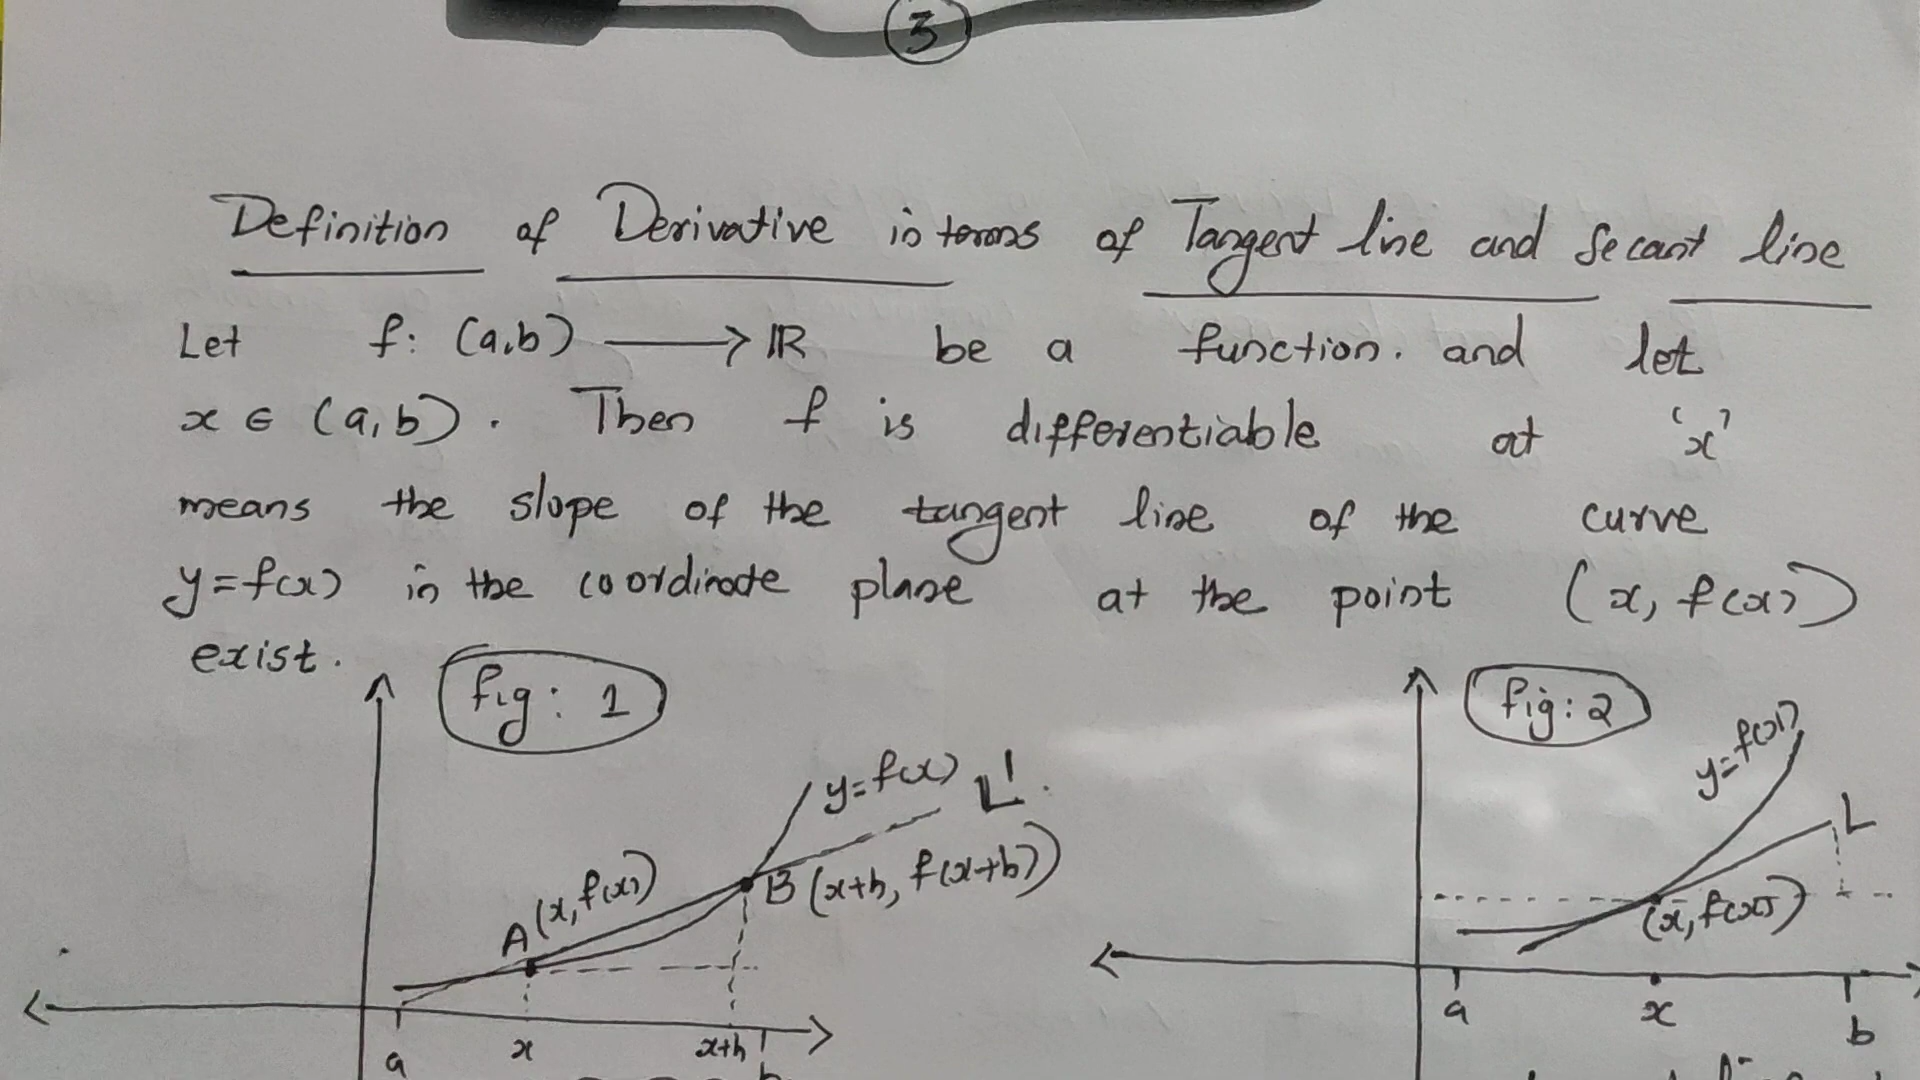 3
Definition of Derivative in terms of Tangent line and Secant line
Let f: (a,b) ⟶ ℝ be a function. and let
x ∈ (a,b). Then f is differentiable at 'x'
means the slope of the tangent line of the curve
y=f(x) in the coordinate plane at the point (x, f(x))
exist.
fig: 1
y=f(x) L'.
A(x,f(x))
B(x+h, f(x+h))
a x x+h b
fig: 2
y=f(x)
L
(x, f(x))
a x b